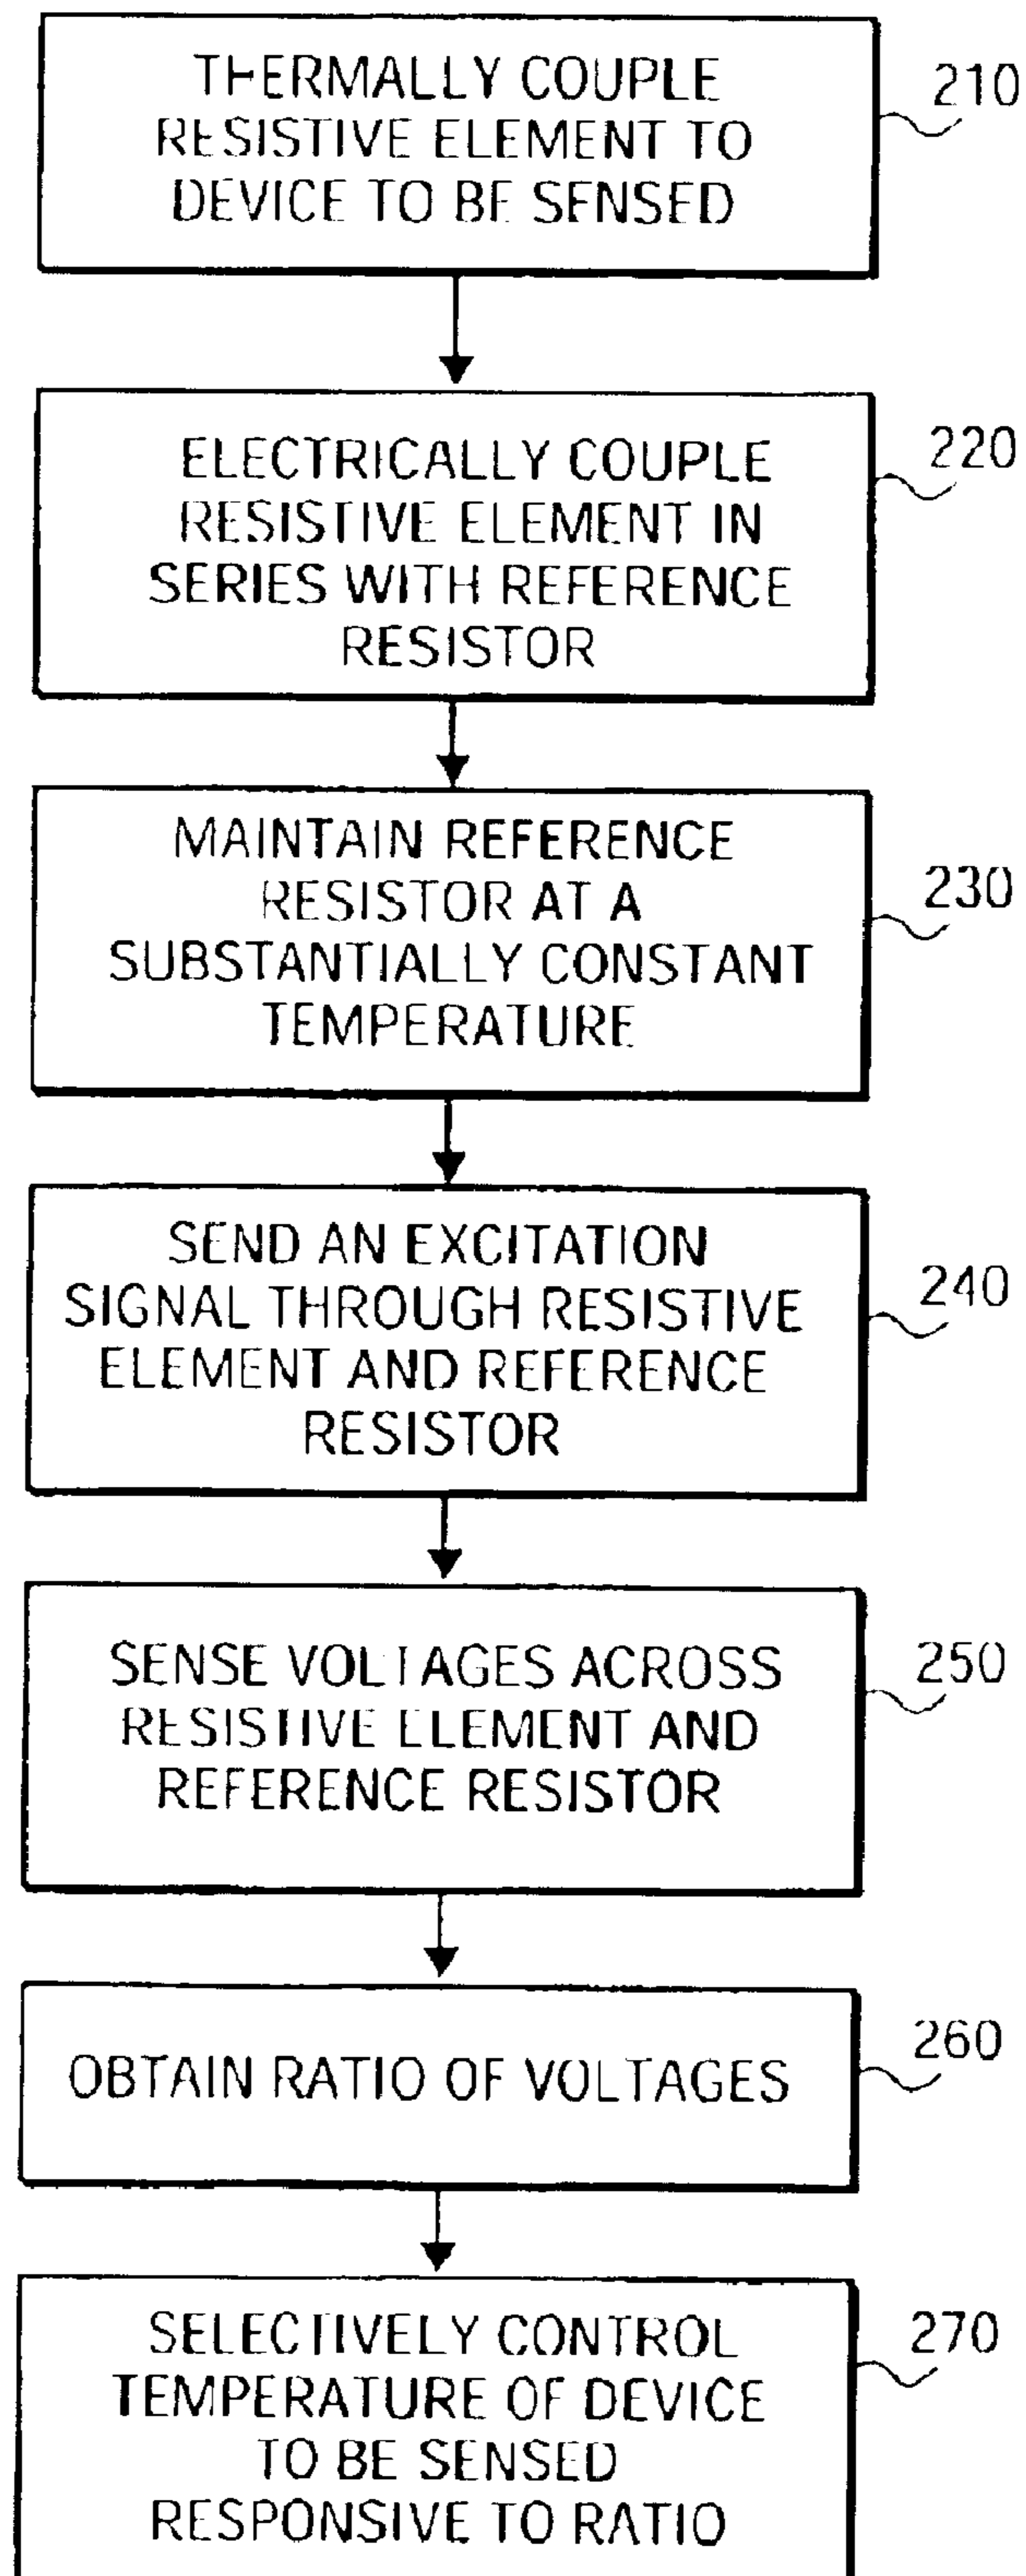 THERMALLY COUPLE
RESISTIVE ELEMENT TO
DEVICE TO BE SENSED
210
ELECTRICALLY COUPLE
RESISTIVE ELEMENT IN
SERIES WITH REFERENCE
RESISTOR
220
MAINTAIN REFERENCE
RESISTOR AT A
SUBSTANTIALLY CONSTANT
TEMPERATURE
230
SEND AN EXCITATION
SIGNAL THROUGH RESISTIVE
ELEMENT AND REFERENCE
RESISTOR
240
SENSE VOLTAGES ACROSS
RESISTIVE ELEMENT AND
REFERENCE RESISTOR
250
OBTAIN RATIO OF VOLTAGES
260
SELECTIVELY CONTROL
TEMPERATURE OF DEVICE
TO BE SENSED
RESPONSIVE TO RATIO
270